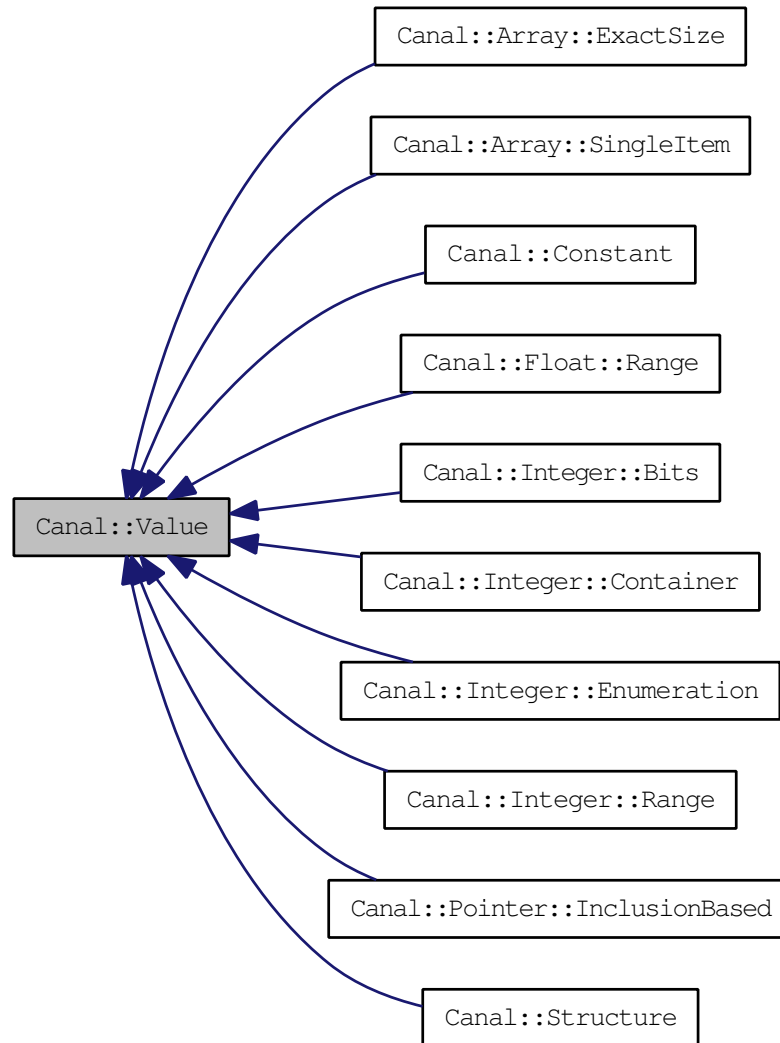 Canal::Array::ExactSize
Canal::Array::SingleItem
Canal::Constant
Canal::Float::Range
Canal::Integer::Bits
Canal::Value
Canal::Integer::Container
Canal::Integer::Enumeration
Canal::Integer::Range
Canal::Pointer::InclusionBased
Canal::Structure